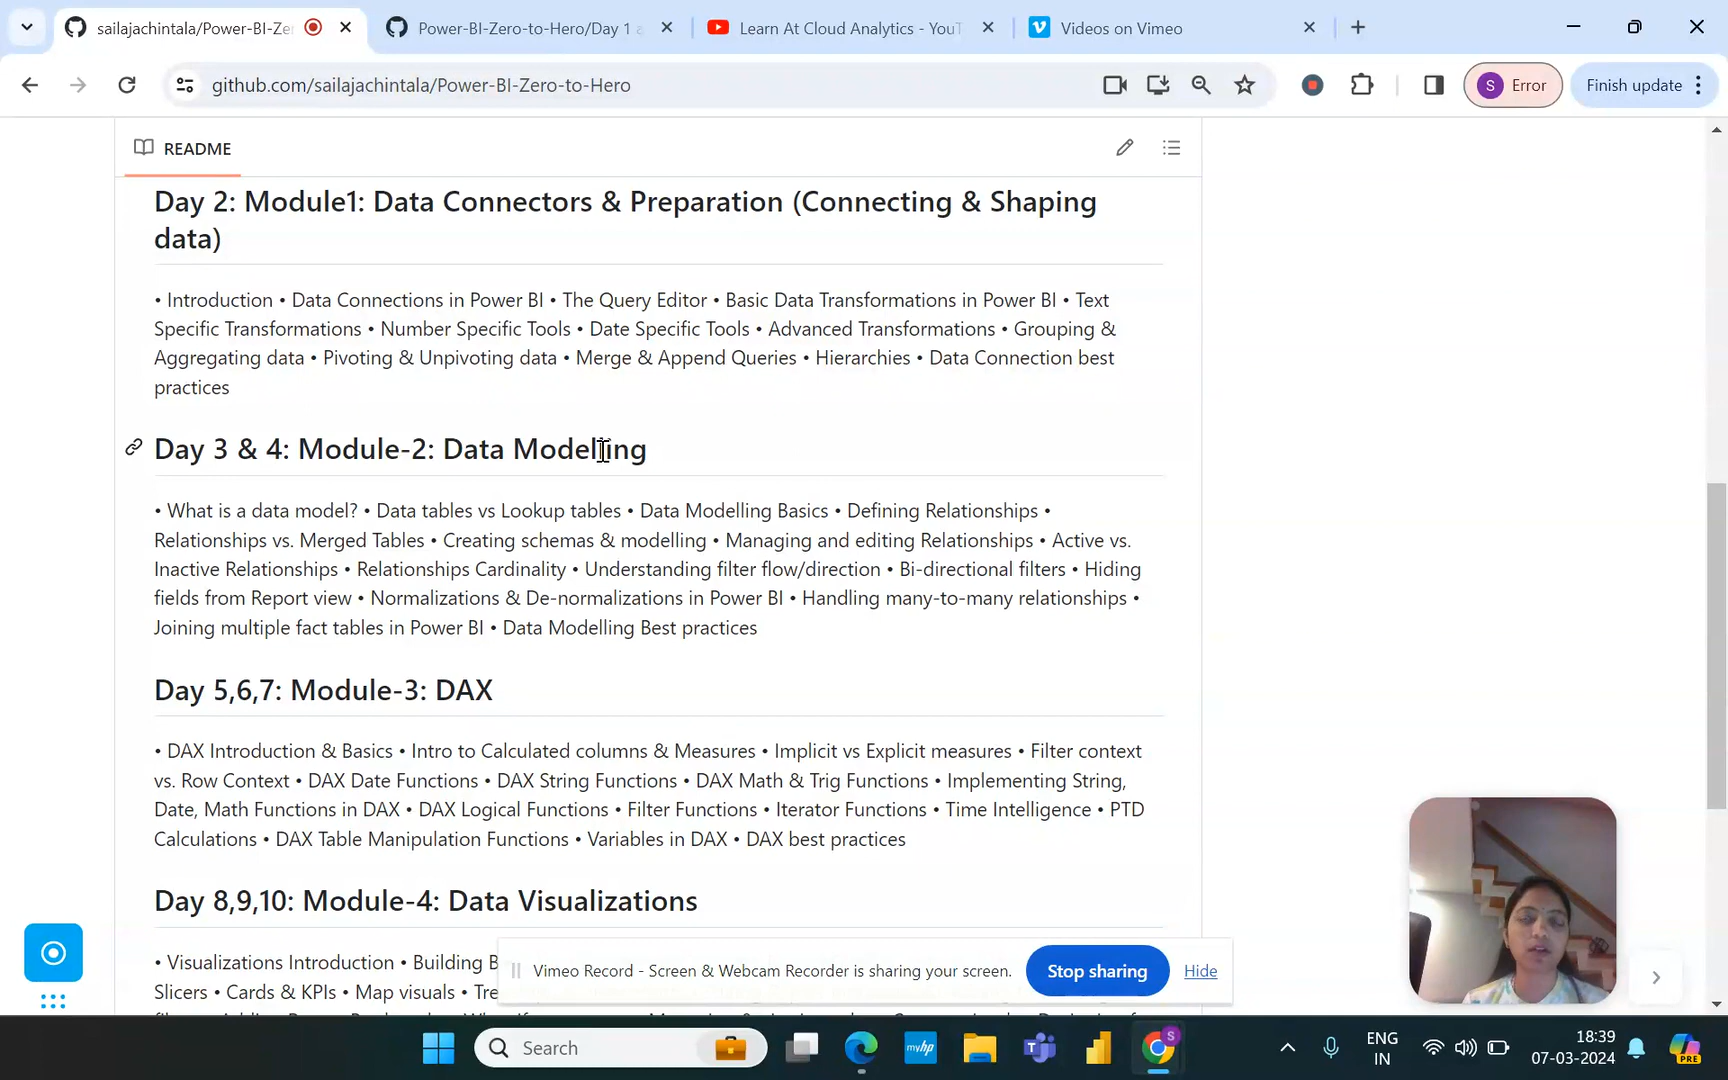 sailajachintala/Power-BI-Ze
Power-BI-Zero-to-Hero/Day 1 a
Learn At Cloud Analytics - YouT
Videos on Vimeo
github.com/sailajachintala/Power-BI-Zero-to-Hero
S Error
Finish update
README
Day 2: Module1: Data Connectors & Preparation (Connecting & Shaping
data)
• Introduction • Data Connections in Power BI • The Query Editor • Basic Data Transformations in Power BI • Text
Specific Transformations • Number Specific Tools • Date Specific Tools • Advanced Transformations • Grouping &
Aggregating data • Pivoting & Unpivoting data • Merge & Append Queries • Hierarchies • Data Connection best
practices
Day 3 & 4: Module-2: Data Modelling
• What is a data model? • Data tables vs Lookup tables • Data Modelling Basics • Defining Relationships •
Relationships vs. Merged Tables • Creating schemas & modelling • Managing and editing Relationships • Active vs.
Inactive Relationships • Relationships Cardinality • Understanding filter flow/direction • Bi-directional filters • Hiding
fields from Report view • Normalizations & De-normalizations in Power BI • Handling many-to-many relationships •
Joining multiple fact tables in Power BI • Data Modelling Best practices
Day 5,6,7: Module-3: DAX
• DAX Introduction & Basics • Intro to Calculated columns & Measures • Implicit vs Explicit measures • Filter context
vs. Row Context • DAX Date Functions • DAX String Functions • DAX Math & Trig Functions • Implementing String,
Date, Math Functions in DAX • DAX Logical Functions • Filter Functions • Iterator Functions • Time Intelligence • PTD
Calculations • DAX Table Manipulation Functions • Variables in DAX • DAX best practices
Day 8,9,10: Module-4: Data Visualizations
• Visualizations Introduction • Building B
Slicers • Cards & KPIs • Map visuals • Tre
Vimeo Record - Screen & Webcam Recorder is sharing your screen.
Stop sharing
Hide
Search
myhp
S
ENG
IN
18:39
07-03-2024
PRE